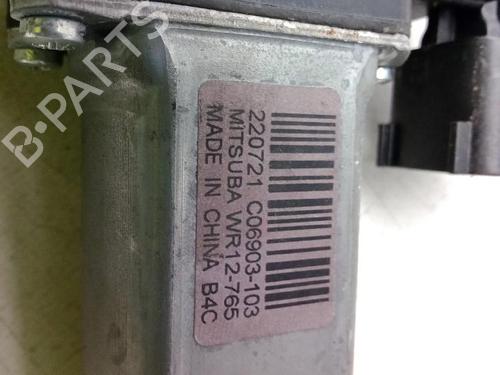 220721 C06903-103
MITSUBA WR12-765
MADE IN CHINA B4C
B-PARTS